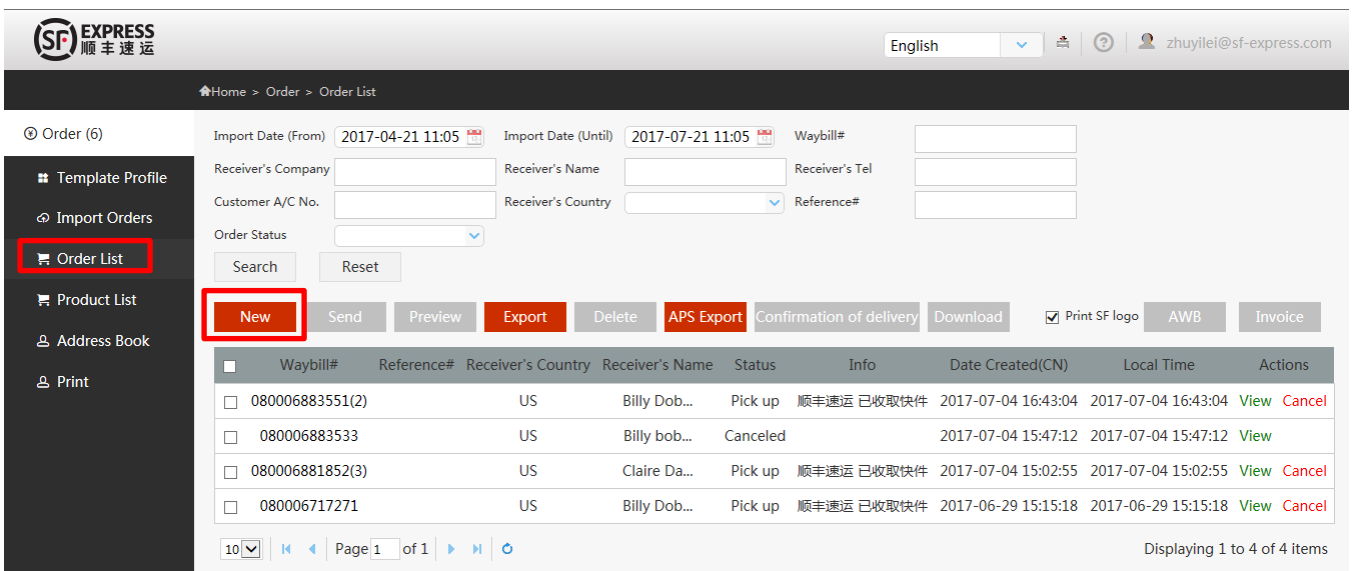 SF EXPRESS
顺丰速运
English
zhuyilei@sf-express.com
Home > Order > Order List
Order (6)
Template Profile
Import Orders
Order List
Product List
Address Book
Print
Import Date (From) 2017-04-21 11:05 Import Date (Until) 2017-07-21 11:05 Waybill#
Receiver's Company Receiver's Name Receiver's Tel
Customer A/C No. Receiver's Country Reference#
Order Status
Search Reset
New Send Preview Export Delete APS Export Confirmation of delivery Download Print SF logo AWB Invoice
Waybill# Reference# Receiver's Country Receiver's Name Status Info Date Created(CN) Local Time Actions
080006883551(2) US Billy Dob... Pick up 顺丰速运 已收取快件 2017-07-04 16:43:04 2017-07-04 16:43:04 View Cancel
080006883533 US Billy bob... Canceled 2017-07-04 15:47:12 2017-07-04 15:47:12 View
080006881852(3) US Claire Da... Pick up 顺丰速运 已收取快件 2017-07-04 15:02:55 2017-07-04 15:02:55 View Cancel
080006717271 US Billy Dob... Pick up 顺丰速运 已收取快件 2017-06-29 15:15:18 2017-06-29 15:15:18 View Cancel
10 Page 1 of 1 Displaying 1 to 4 of 4 items